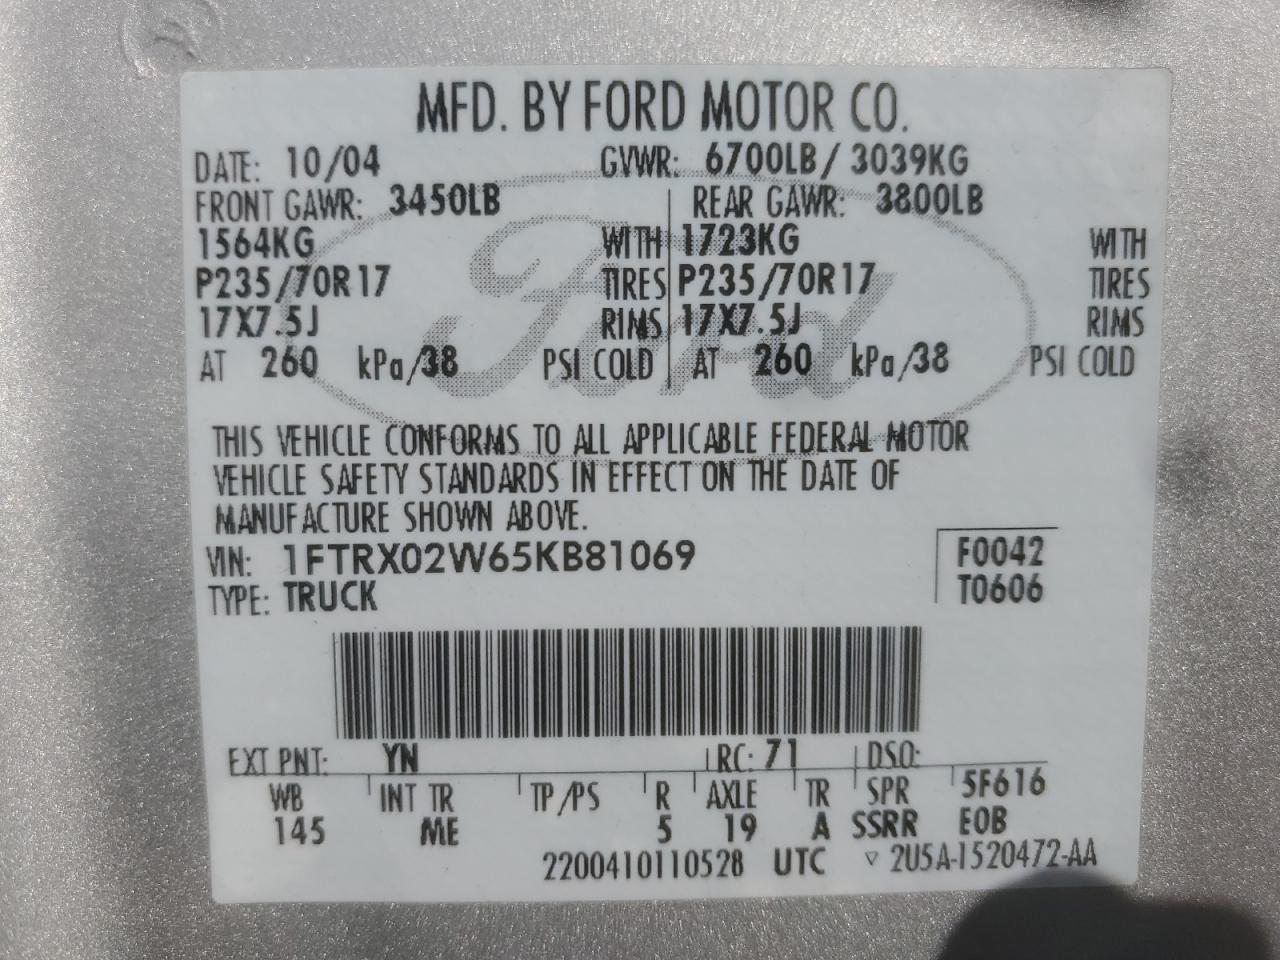 MFD. BY FORD MOTOR CO.
DATE: 10/04 GVWR: 6700LB/ 3039KG
FRONT GAWR: 3450LB REAR GAWR: 3800LB
1564KG WITH 1723KG WITH
P235/70R17 TIRES P235/70R17 TIRES
17X7.5J RIMS 17X7.5J RIMS
AT 260 kPa/38 PSI COLD AT 260 kPa/38 PSI COLD
Ford
THIS VEHICLE CONFORMS TO ALL APPLICABLE FEDERAL MOTOR
VEHICLE SAFETY STANDARDS IN EFFECT ON THE DATE OF
MANUFACTURE SHOWN ABOVE.
VIN: 1FTRX02W65KB81069 F0042
TYPE: TRUCK T0606
EXT PNT: YN RC: 71 DSO:
WB INT TR TP/PS R AXLE TR SPR 5F616
145 ME 5 19 A SSRR EOB
2200410110528 UTC ▽ 2U5A-1520472-AA